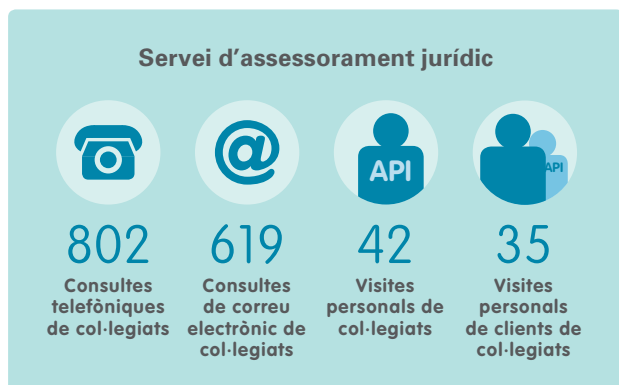 Servei d'assessorament jurídic
@
API
API
802
Consultes
telefòniques
de col·legiats
619
Consultes
de correu
electrònic de
col·legiats
42
Visites
personals de
col·legiats
35
Visites
personals
de clients de
col·legiats